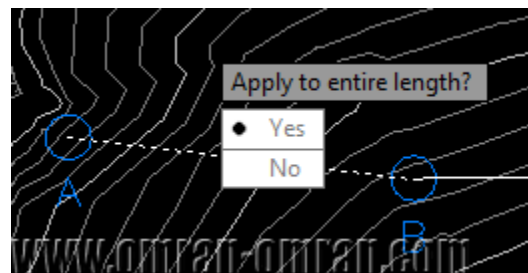 Apply to entire length?
Yes
No
A
B
www.omran-omran.com